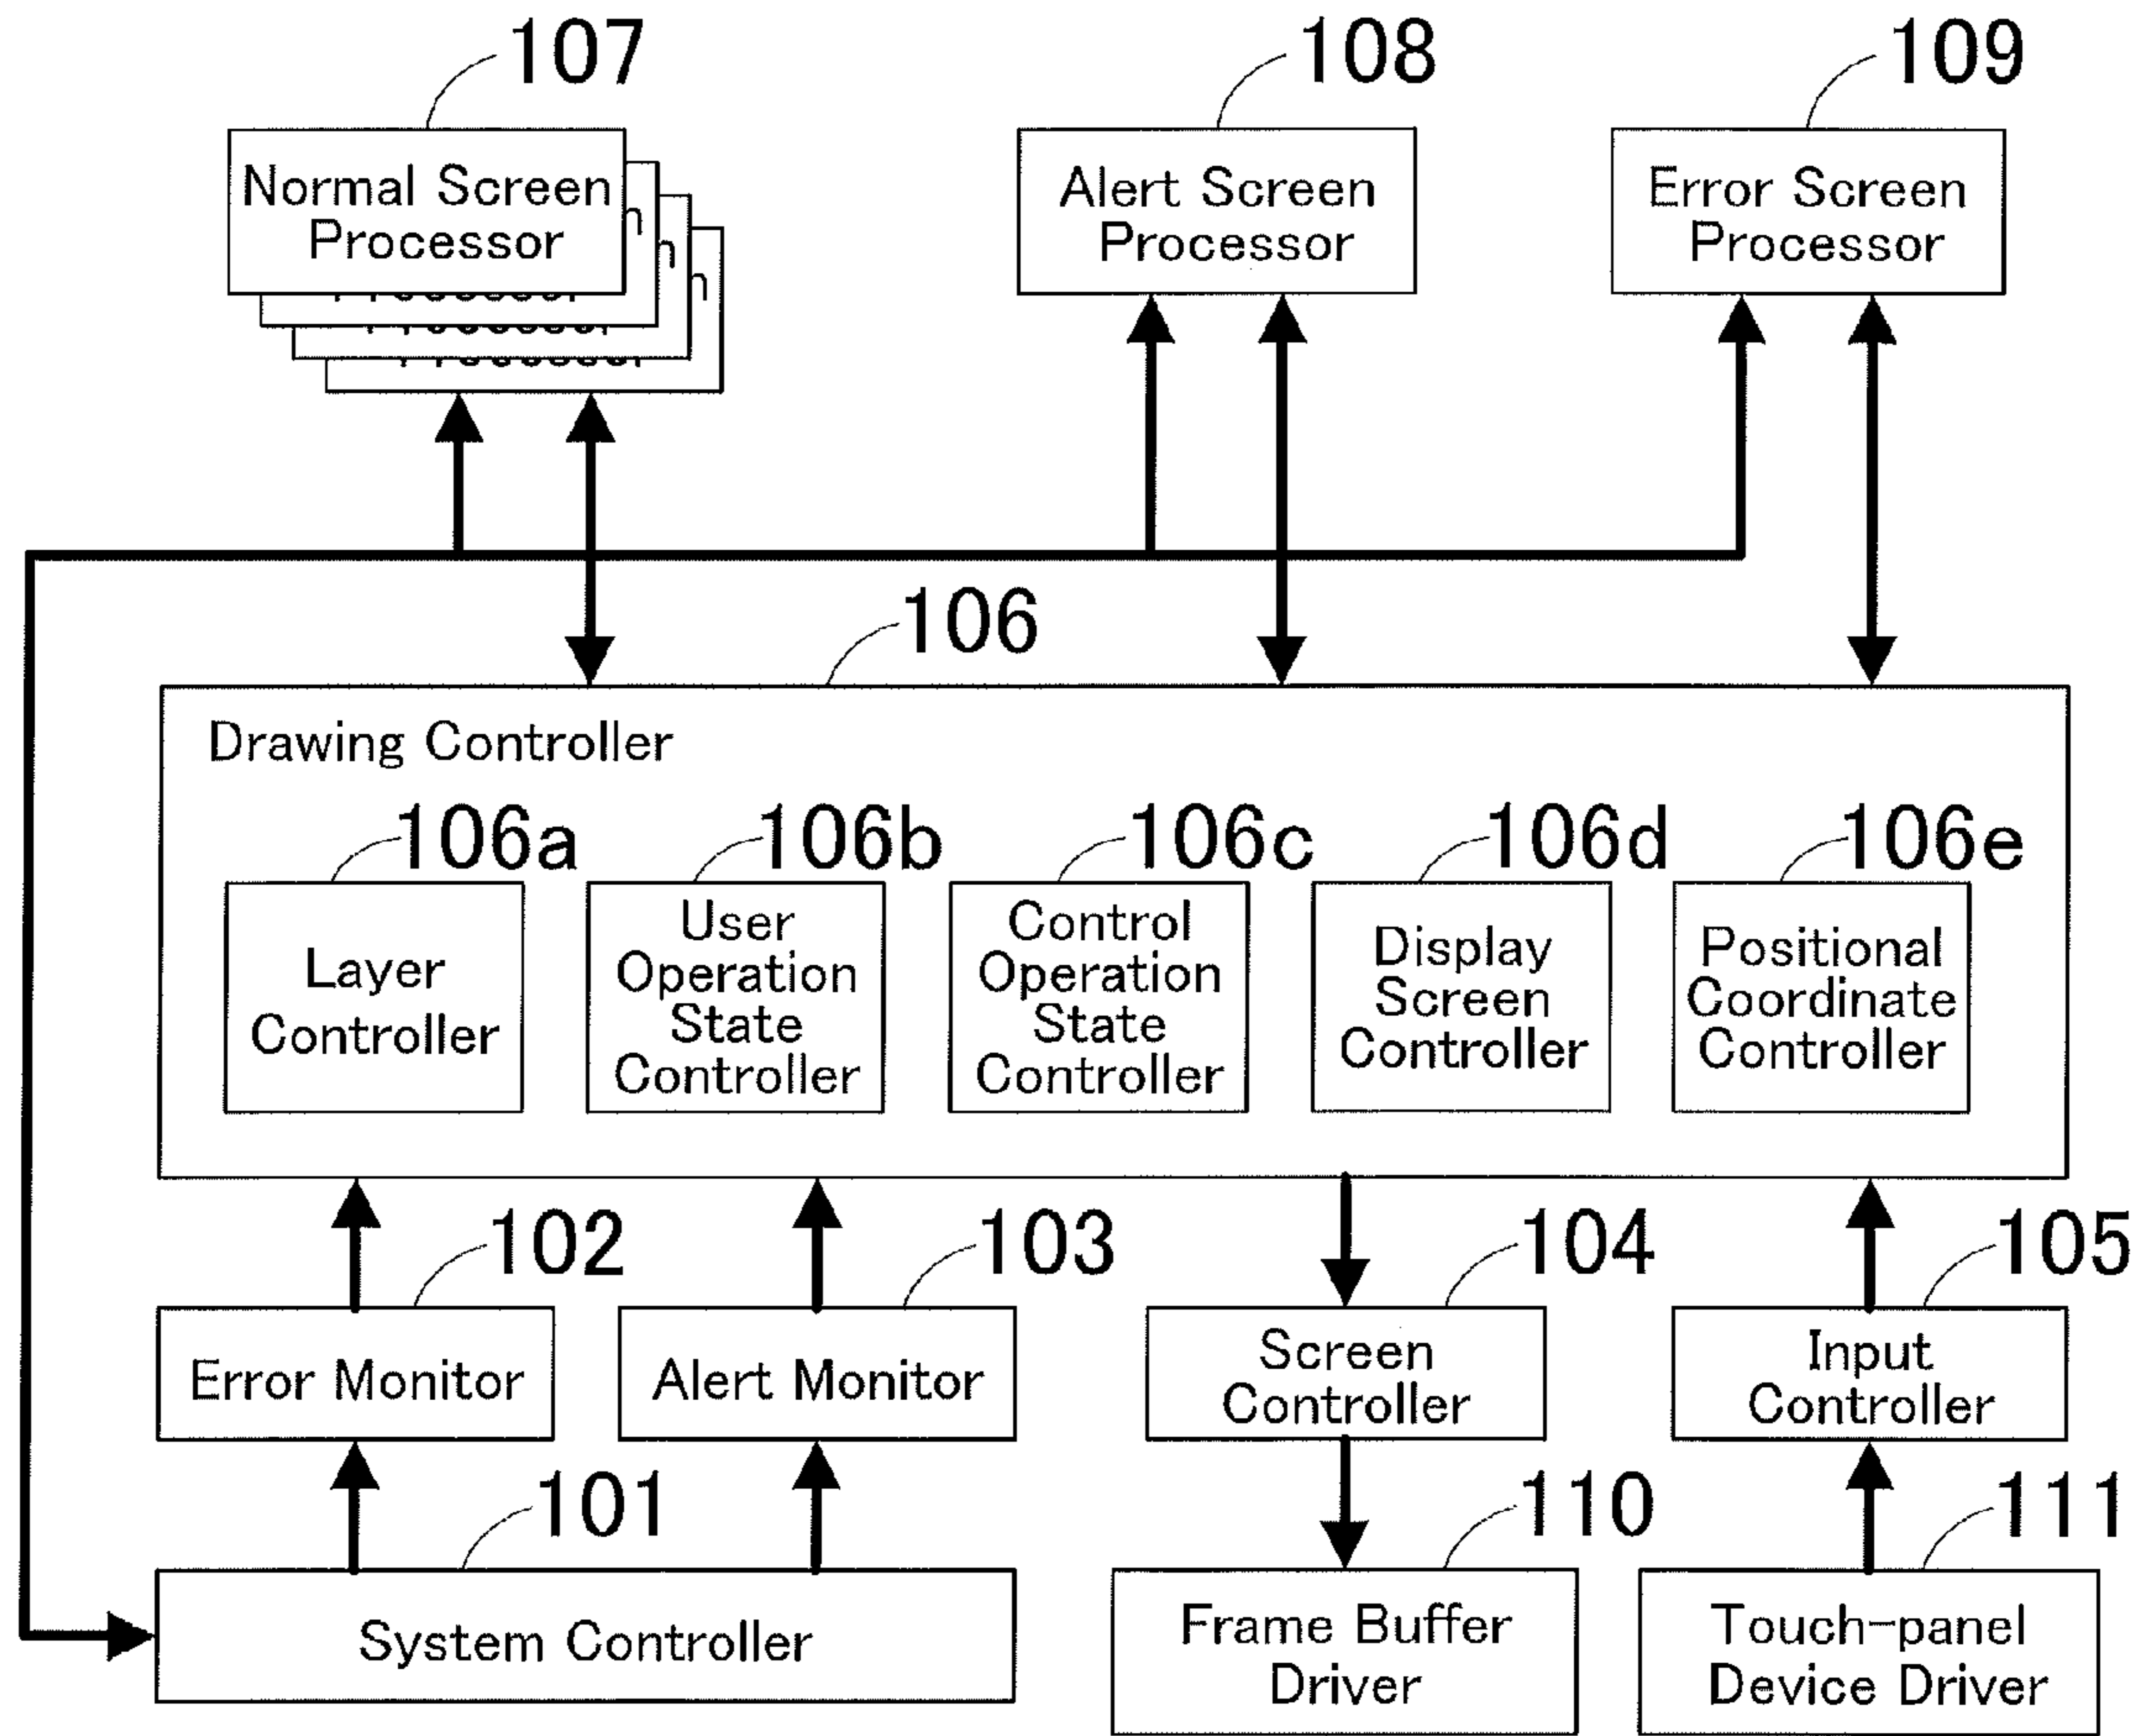 107
108
109
Normal Screen
Processor
Alert Screen
Processor
Error Screen
Processor
106
Drawing Controller
106a
106b
106c
106d
106e
Layer
Controller
User
Operation
State
Controller
Control
Operation
State
Controller
Display
Screen
Controller
Positional
Coordinate
Controller
102
103
104
105
Error Monitor
Alert Monitor
Screen
Controller
Input
Controller
101
110
111
System Controller
Frame Buffer
Driver
Touch-panel
Device Driver